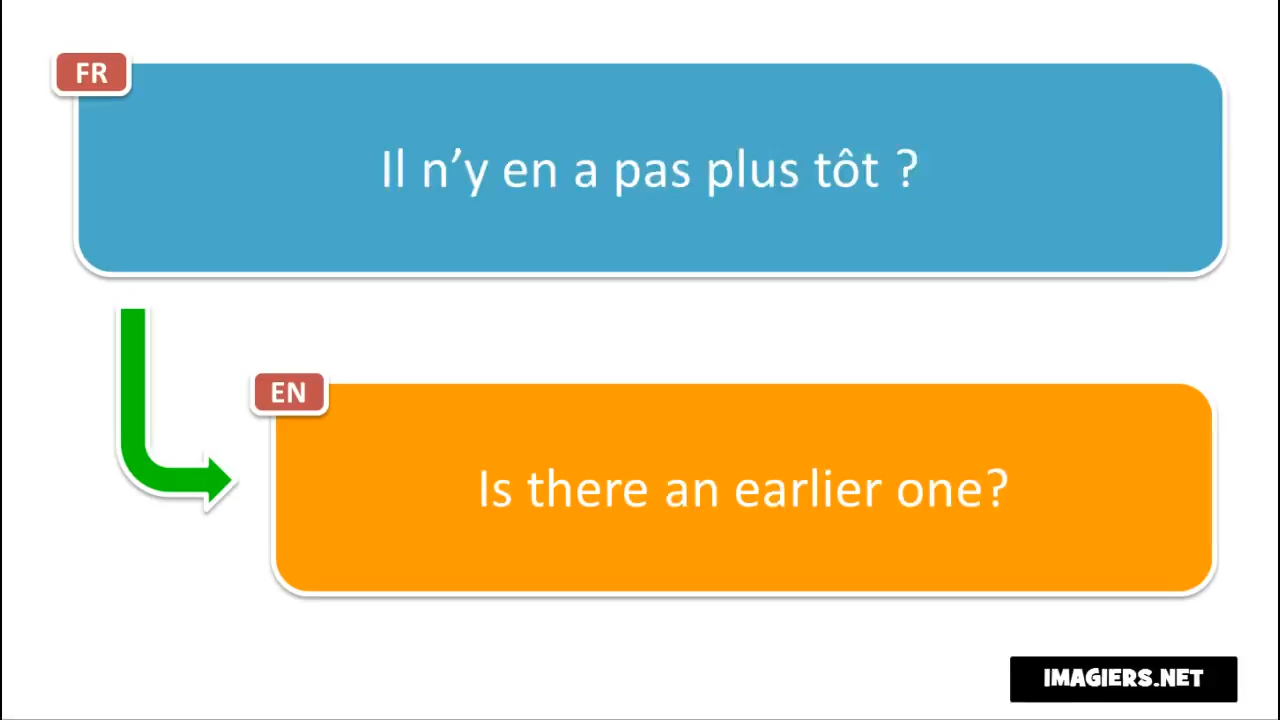 FR
Il n’y en a pas plus tôt ?
EN
Is there an earlier one?
IMAGIERS.NET